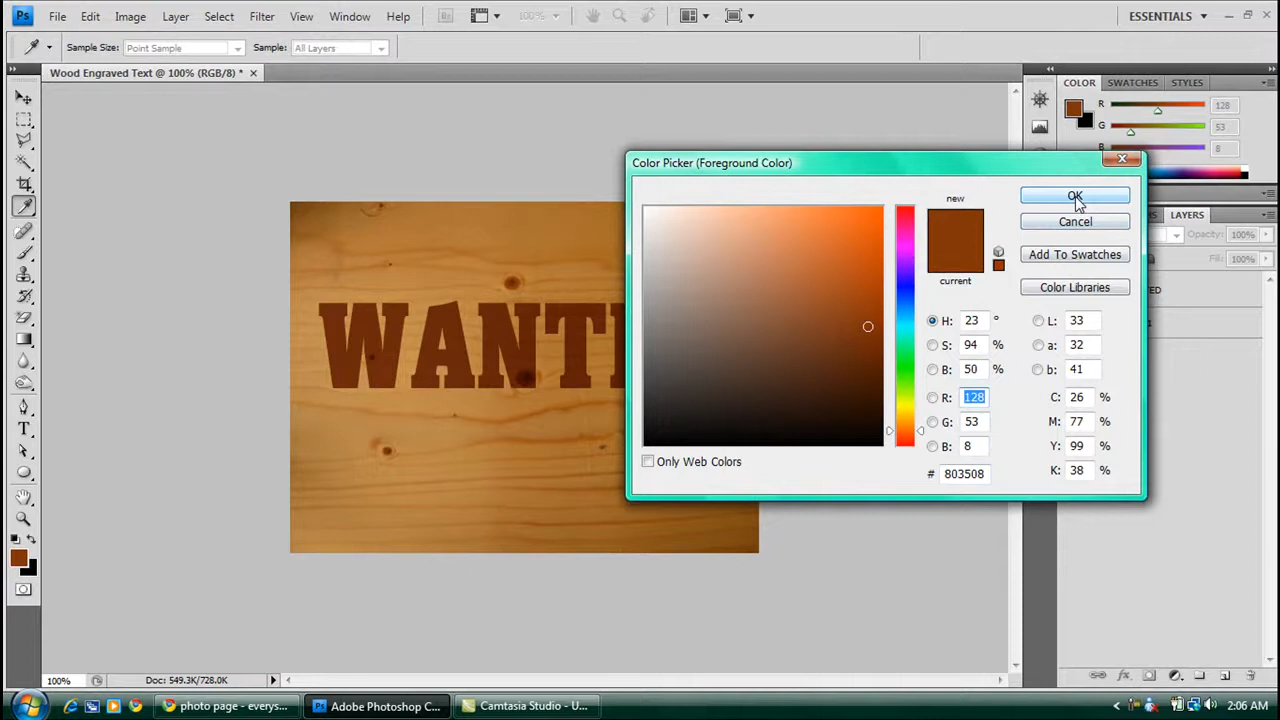 Ps File Edit Image Layer Select Filter View Window Help Br 100% ESSENTIALS
Sample Size: Point Sample Sample: All Layers
Wood Engraved Text @ 100% (RGB/8) *
COLOR SWATCHES STYLES
R 128
G 53
B 8
Color Picker (Foreground Color)
new
current
OK
Cancel
Add To Swatches
Color Libraries
H: 23 °
S: 94 %
B: 50 %
R: 128
G: 53
B: 8
# 803508
L: 33
a: 32
b: 41
C: 26 %
M: 77 %
Y: 99 %
K: 38 %
Only Web Colors
LAYERS
Opacity: 100%
Fill: 100%
100% Doc: 549.3K/728.0K
photo page - everys... Adobe Photoshop C... Camtasia Studio - U... 2:06 AM